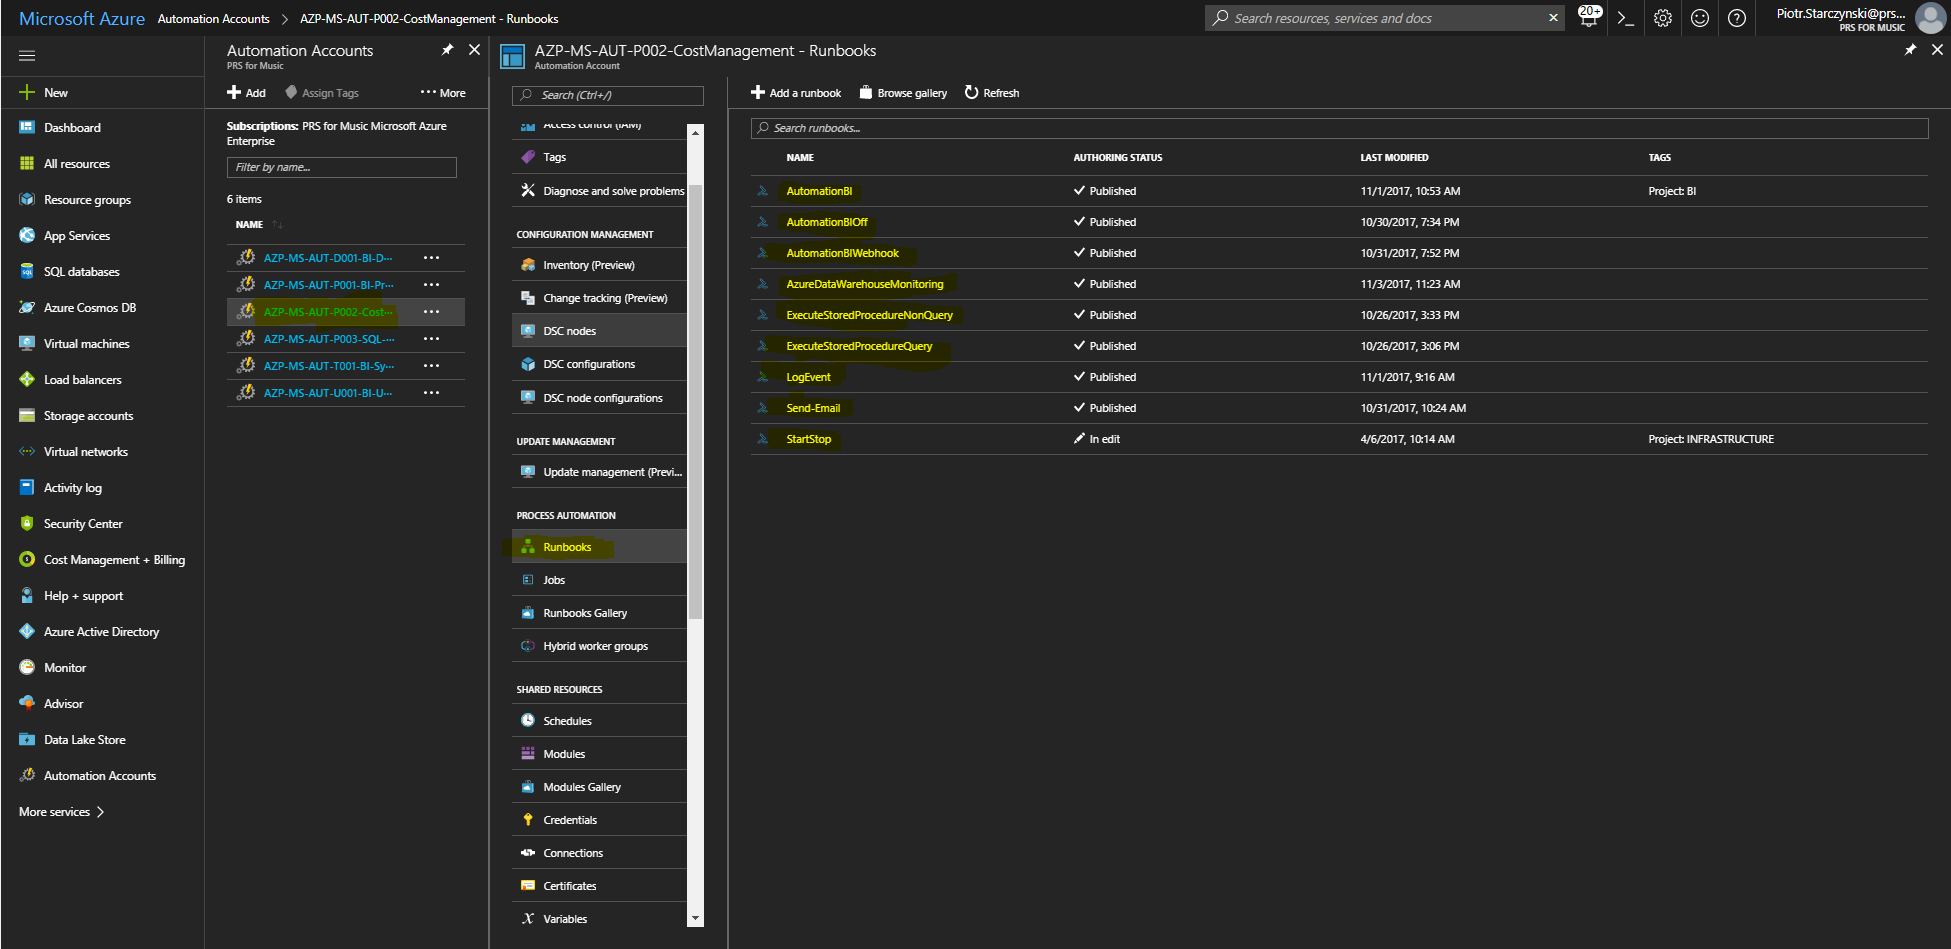 Microsoft Azure Automation Accounts > AZP-MS-AUT-P002-CostManagement - Runbooks
Search resources, services and docs
20+
Piotr.Starczynski@prs...
PRS FOR MUSIC
New
Dashboard
All resources
Resource groups
App Services
SQL databases
Azure Cosmos DB
Virtual machines
Load balancers
Storage accounts
Virtual networks
Activity log
Security Center
Cost Management + Billing
Help + support
Azure Active Directory
Monitor
Advisor
Data Lake Store
Automation Accounts
More services >
Automation Accounts
PRS for Music
Add Assign Tags ••• More
Subscriptions: PRS for Music Microsoft Azure
Enterprise
Filter by name...
6 items
NAME
AZP-MS-AUT-D001-BI-D··· •••
AZP-MS-AUT-P001-BI-Pr··· •••
AZP-MS-AUT-P002-Cost··· •••
AZP-MS-AUT-P003-SQL-··· •••
AZP-MS-AUT-T001-BI-Sy··· •••
AZP-MS-AUT-U001-BI-U··· •••
AZP-MS-AUT-P002-CostManagement - Runbooks
Automation Account
Search (Ctrl+/)
Access control (IAM)
Tags
Diagnose and solve problems
CONFIGURATION MANAGEMENT
Inventory (Preview)
Change tracking (Preview)
DSC nodes
DSC configurations
DSC node configurations
UPDATE MANAGEMENT
Update management (Previ...
PROCESS AUTOMATION
Runbooks
Jobs
Runbooks Gallery
Hybrid worker groups
SHARED RESOURCES
Schedules
Modules
Modules Gallery
Credentials
Connections
Certificates
Variables
Add a runbook Browse gallery Refresh
Search runbooks...
NAME AUTHORING STATUS LAST MODIFIED TAGS
AutomationBI Published 11/1/2017, 10:53 AM Project: BI
AutomationBIOff Published 10/30/2017, 7:34 PM
AutomationBIWebhook Published 10/31/2017, 7:52 PM
AzureDataWarehouseMonitoring Published 11/3/2017, 11:23 AM
ExecuteStoredProcedureNonQuery Published 10/26/2017, 3:33 PM
ExecuteStoredProcedureQuery Published 10/26/2017, 3:06 PM
LogEvent Published 11/1/2017, 9:16 AM
Send-Email Published 10/31/2017, 10:24 AM
StartStop In edit 4/6/2017, 10:14 AM Project: INFRASTRUCTURE